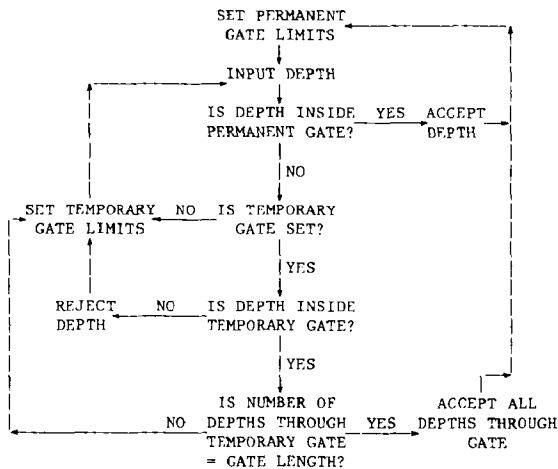 SET PERMANENT
GATE LIMITS
INPUT DEPTH
IS DEPTH INSIDE
PERMANENT GATE?
YES
ACCEPT
DEPTH
NO
SET TEMPORARY
GATE LIMITS
NO
IS TEMPORARY
GATE SET?
YES
REJECT
DEPTH
NO
IS DEPTH INSIDE
TEMPORARY GATE?
YES
NO
IS NUMBER OF
DEPTHS THROUGH
TEMPORARY GATE
= GATE LENGTH?
YES
ACCEPT ALL
DEPTHS THROUGH
GATE